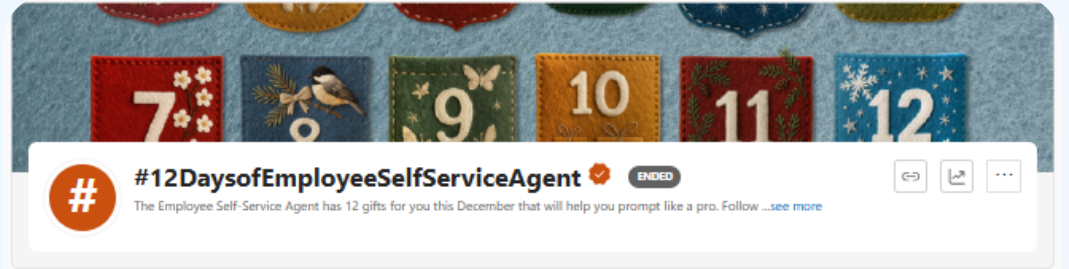 7
8
9
10
11
12
#
#12DaysofEmployeeSelfServiceAgent
ENDED
The Employee Self-Service Agent has 12 gifts for you this December that will help you prompt like a pro. Follow ...see more